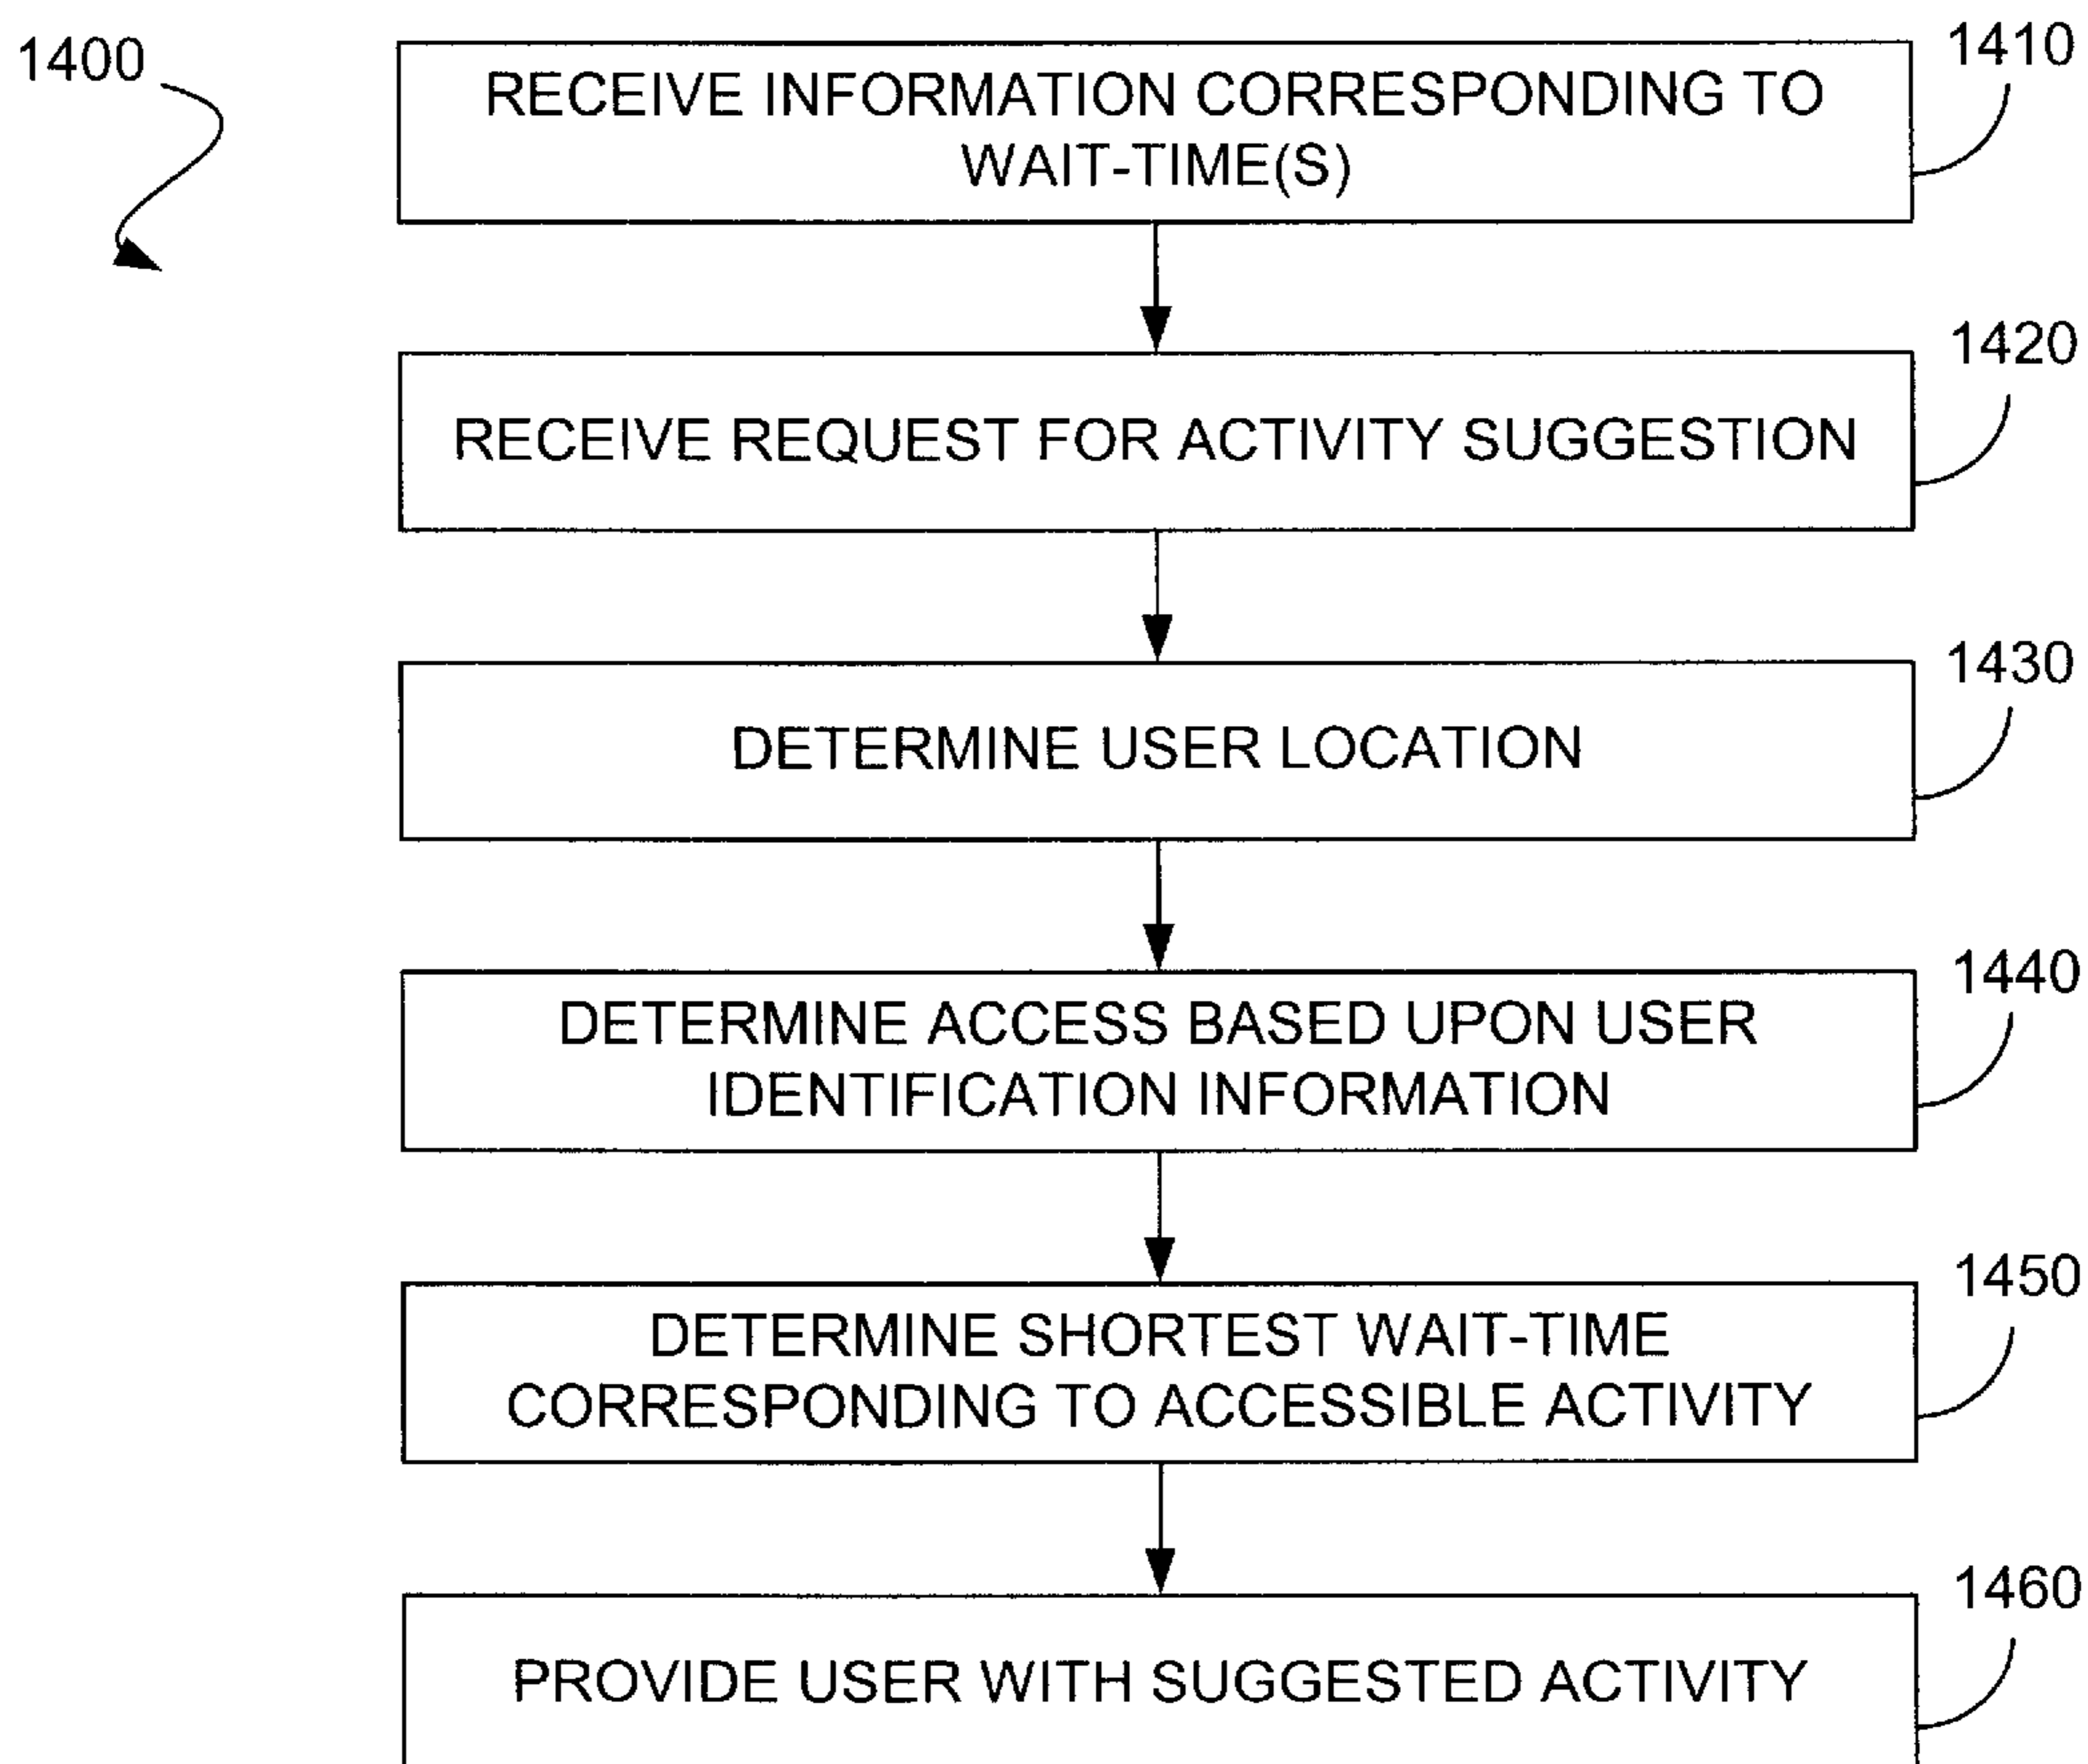 1400
1410
RECEIVE INFORMATION CORRESPONDING TO
WAIT-TIME(S)
1420
RECEIVE REQUEST FOR ACTIVITY SUGGESTION
1430
DETERMINE USER LOCATION
1440
DETERMINE ACCESS BASED UPON USER
IDENTIFICATION INFORMATION
1450
DETERMINE SHORTEST WAIT-TIME
CORRESPONDING TO ACCESSIBLE ACTIVITY
1460
PROVIDE USER WITH SUGGESTED ACTIVITY